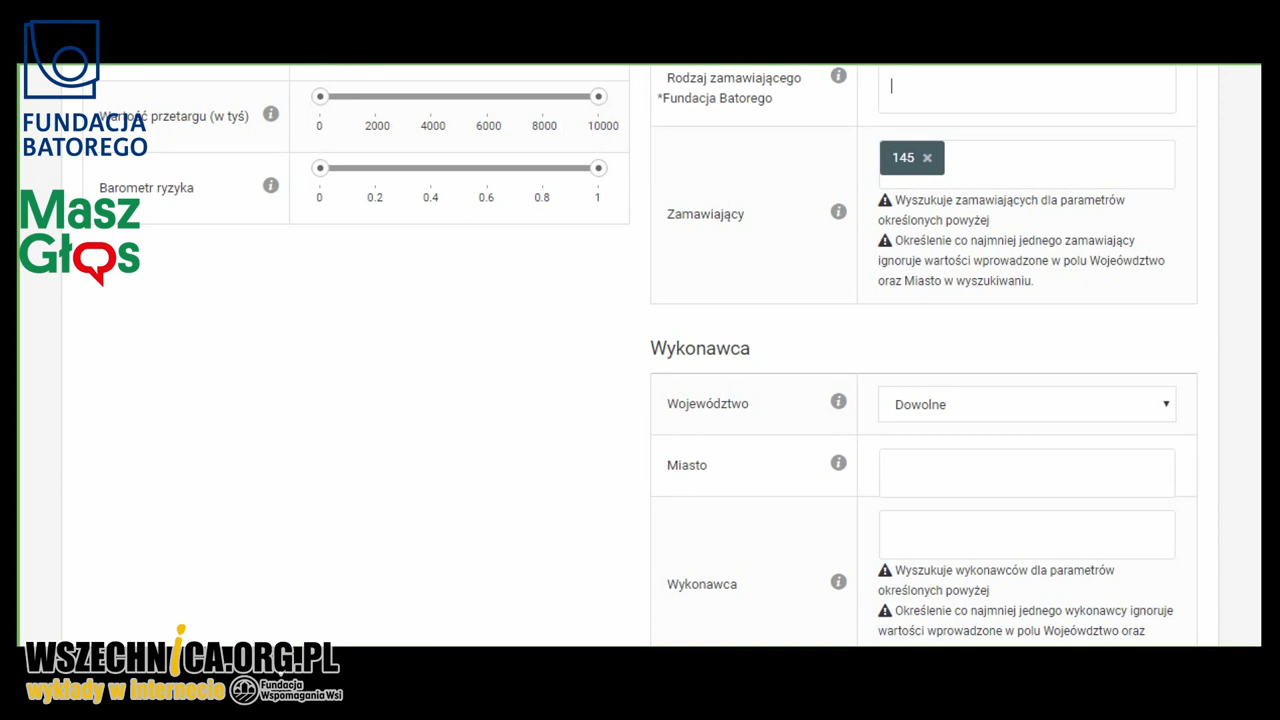 FUNDACJA
BATOREGO
Masz
Głos
Wartość przetargu (w tyś)
0 2000 4000 6000 8000 10000
Barometr ryzyka
0 0.2 0.4 0.6 0.8 1
Rodzaj zamawiającego
*Fundacja Batorego
Zamawiający
145 ×
Wyszukuje zamawiających dla parametrów
określonych powyżej
Określenie co najmniej jednego zamawiający
ignoruje wartości wprowadzone w polu Wojeówdztwo
oraz Miasto w wyszukiwaniu.
Wykonawca
Województwo
Dowolne
Miasto
Wykonawca
Wyszukuje wykonawców dla parametrów
określonych powyżej
Określenie co najmniej jednego wykonawcy ignoruje
wartości wprowadzone w polu Wojeówdztwo oraz
WSZECHNiCA.ORG.PL
wykłady w internecie
Fundacja
Wspomagania Wsi